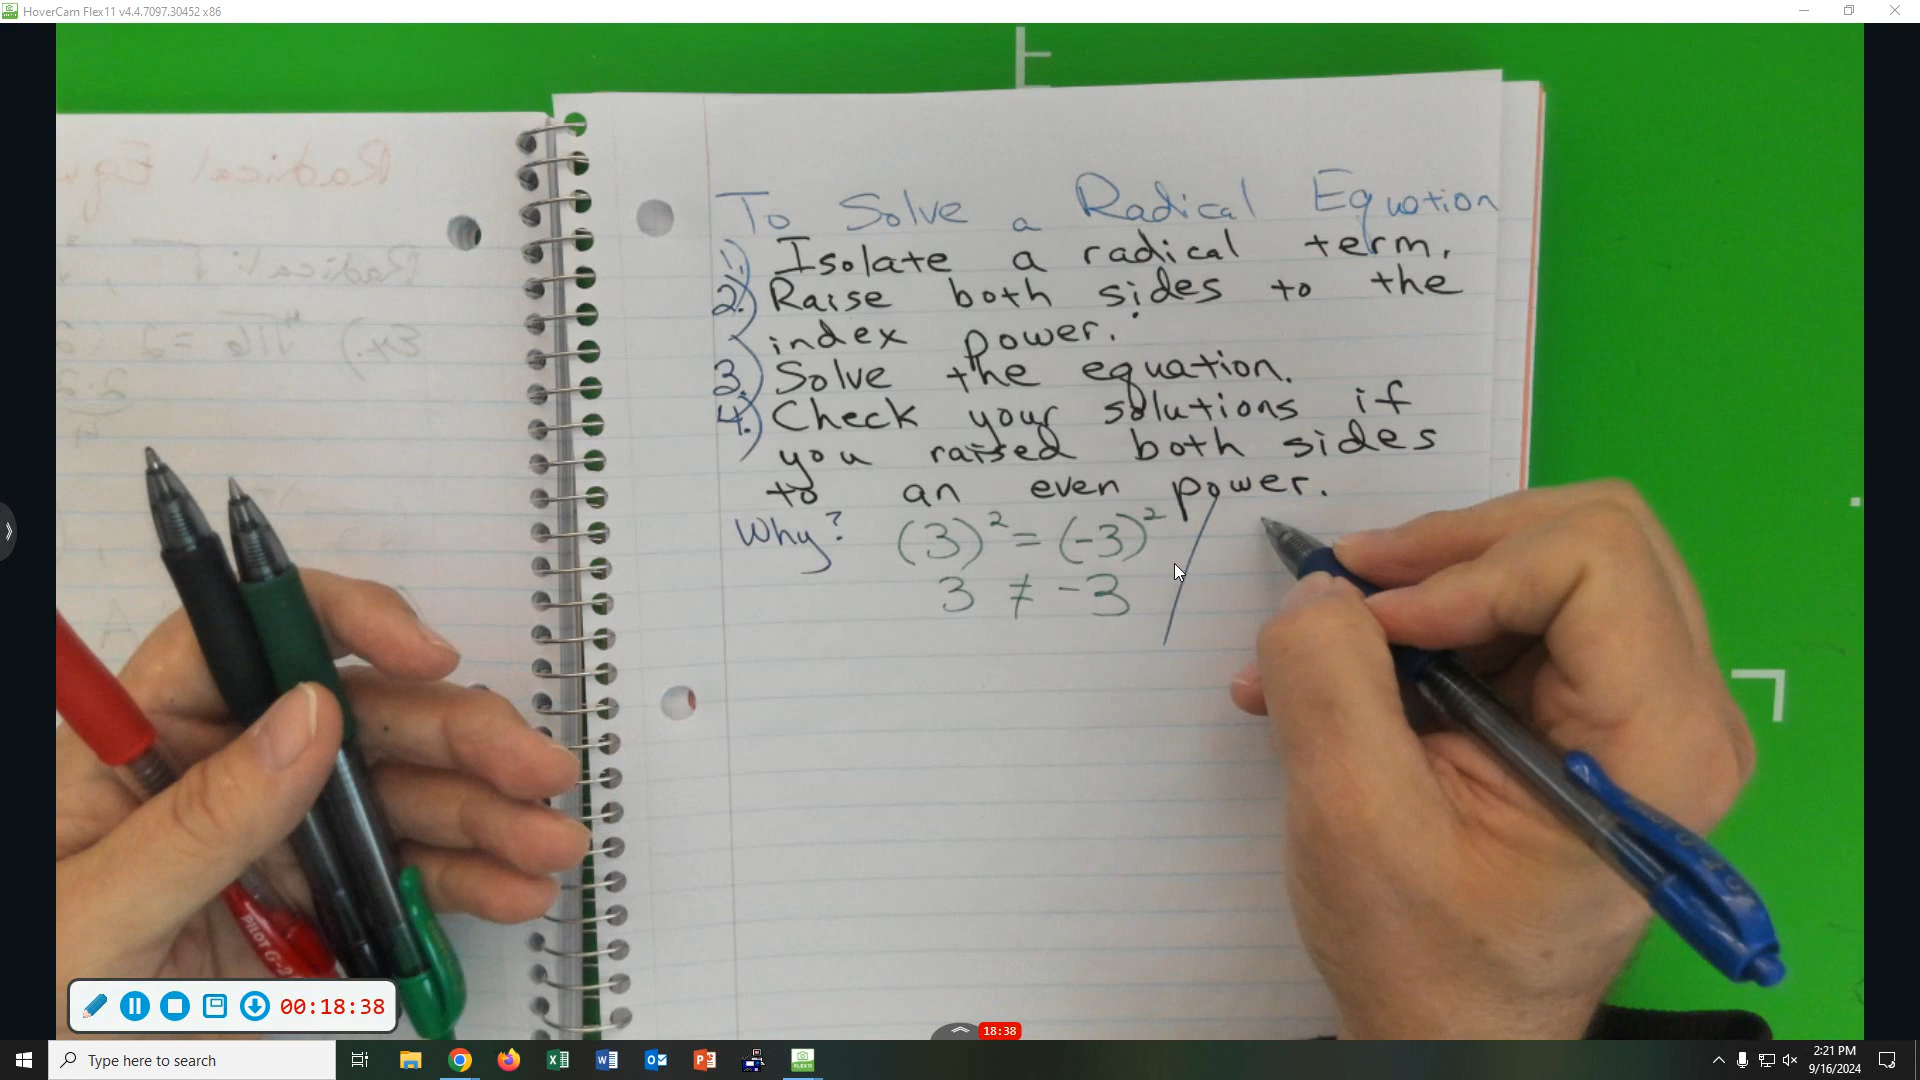 HoverCam Flex11 v4.4.7097.30452 x86
To Solve a Radical Equation
1.) Isolate a radical term.
2.) Raise both sides to the
index power.
3.) Solve the equation.
4.) Check your solutions if
you raised both sides
to an even power.
Why? (3)² = (-3)²
3 ≠ -3
PILOT G-2
00:18:38
18:38
Type here to search
2:21 PM
9/16/2024